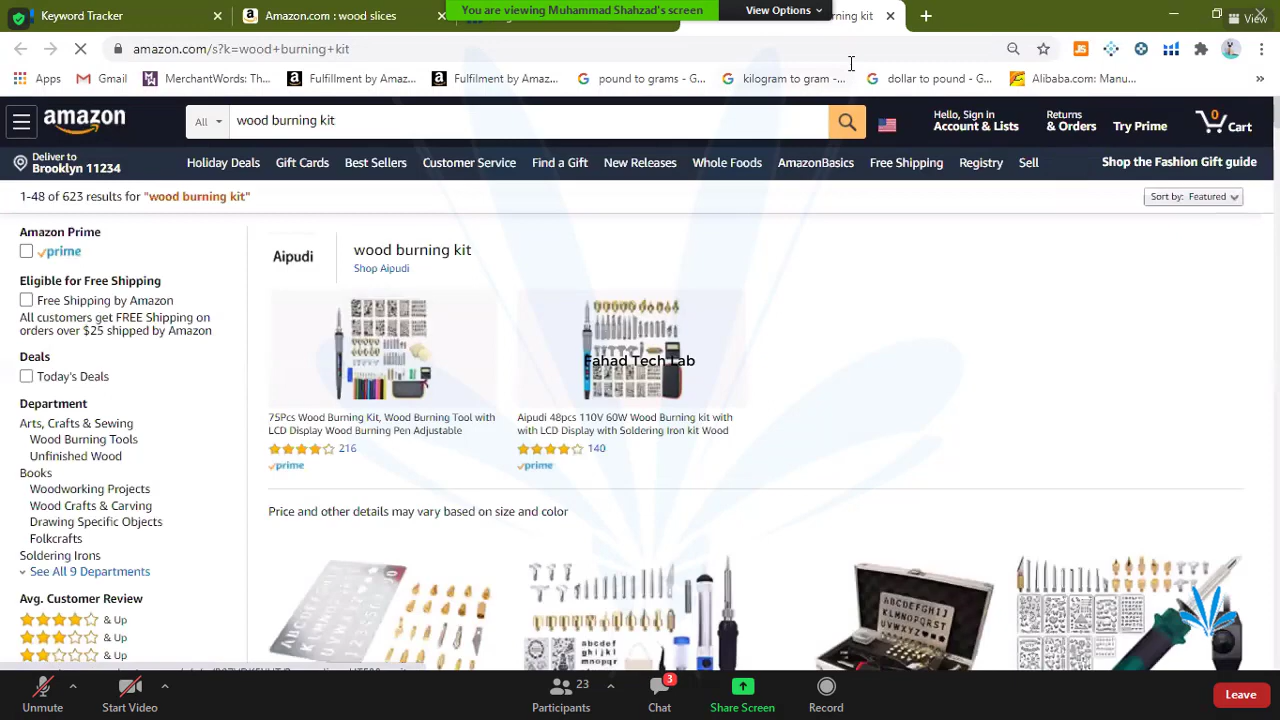 Keyword Tracker
Amazon.com : wood slices
You are viewing Muhammad Shahzad's screen
View Options
rning kit
View
amazon.com/s?k=wood+burning+kit
Apps
Gmail
MerchantWords: Th...
Fulfillment by Amaz...
Fulfilment by Amaz...
pound to grams - G...
kilogram to gram -...
dollar to pound - G...
Alibaba.com: Manu...
amazon
All
wood burning kit
Hello, Sign in
Account & Lists
Returns
& Orders
Try Prime
0
Cart
Deliver to
Brooklyn 11234
Holiday Deals
Gift Cards
Best Sellers
Customer Service
Find a Gift
New Releases
Whole Foods
AmazonBasics
Free Shipping
Registry
Sell
Shop the Fashion Gift guide
1-48 of 623 results for "wood burning kit"
Sort by: Featured
Amazon Prime
prime
Eligible for Free Shipping
Free Shipping by Amazon
All customers get FREE Shipping on
orders over $25 shipped by Amazon
Deals
Today's Deals
Department
Arts, Crafts & Sewing
Wood Burning Tools
Unfinished Wood
Books
Woodworking Projects
Wood Crafts & Carving
Drawing Specific Objects
Folkcrafts
Soldering Irons
See All 9 Departments
Avg. Customer Review
& Up
& Up
& Up
Aipudi
wood burning kit
Shop Aipudi
Fahad Tech Lab
75Pcs Wood Burning Kit, Wood Burning Tool with
LCD Display Wood Burning Pen Adjustable
216
prime
Aipudi 48pcs 110V 60W Wood Burning kit with
with LCD Display with Soldering Iron kit Wood
140
prime
Price and other details may vary based on size and color
Unmute
Start Video
23
Participants
3
Chat
Share Screen
Record
Leave